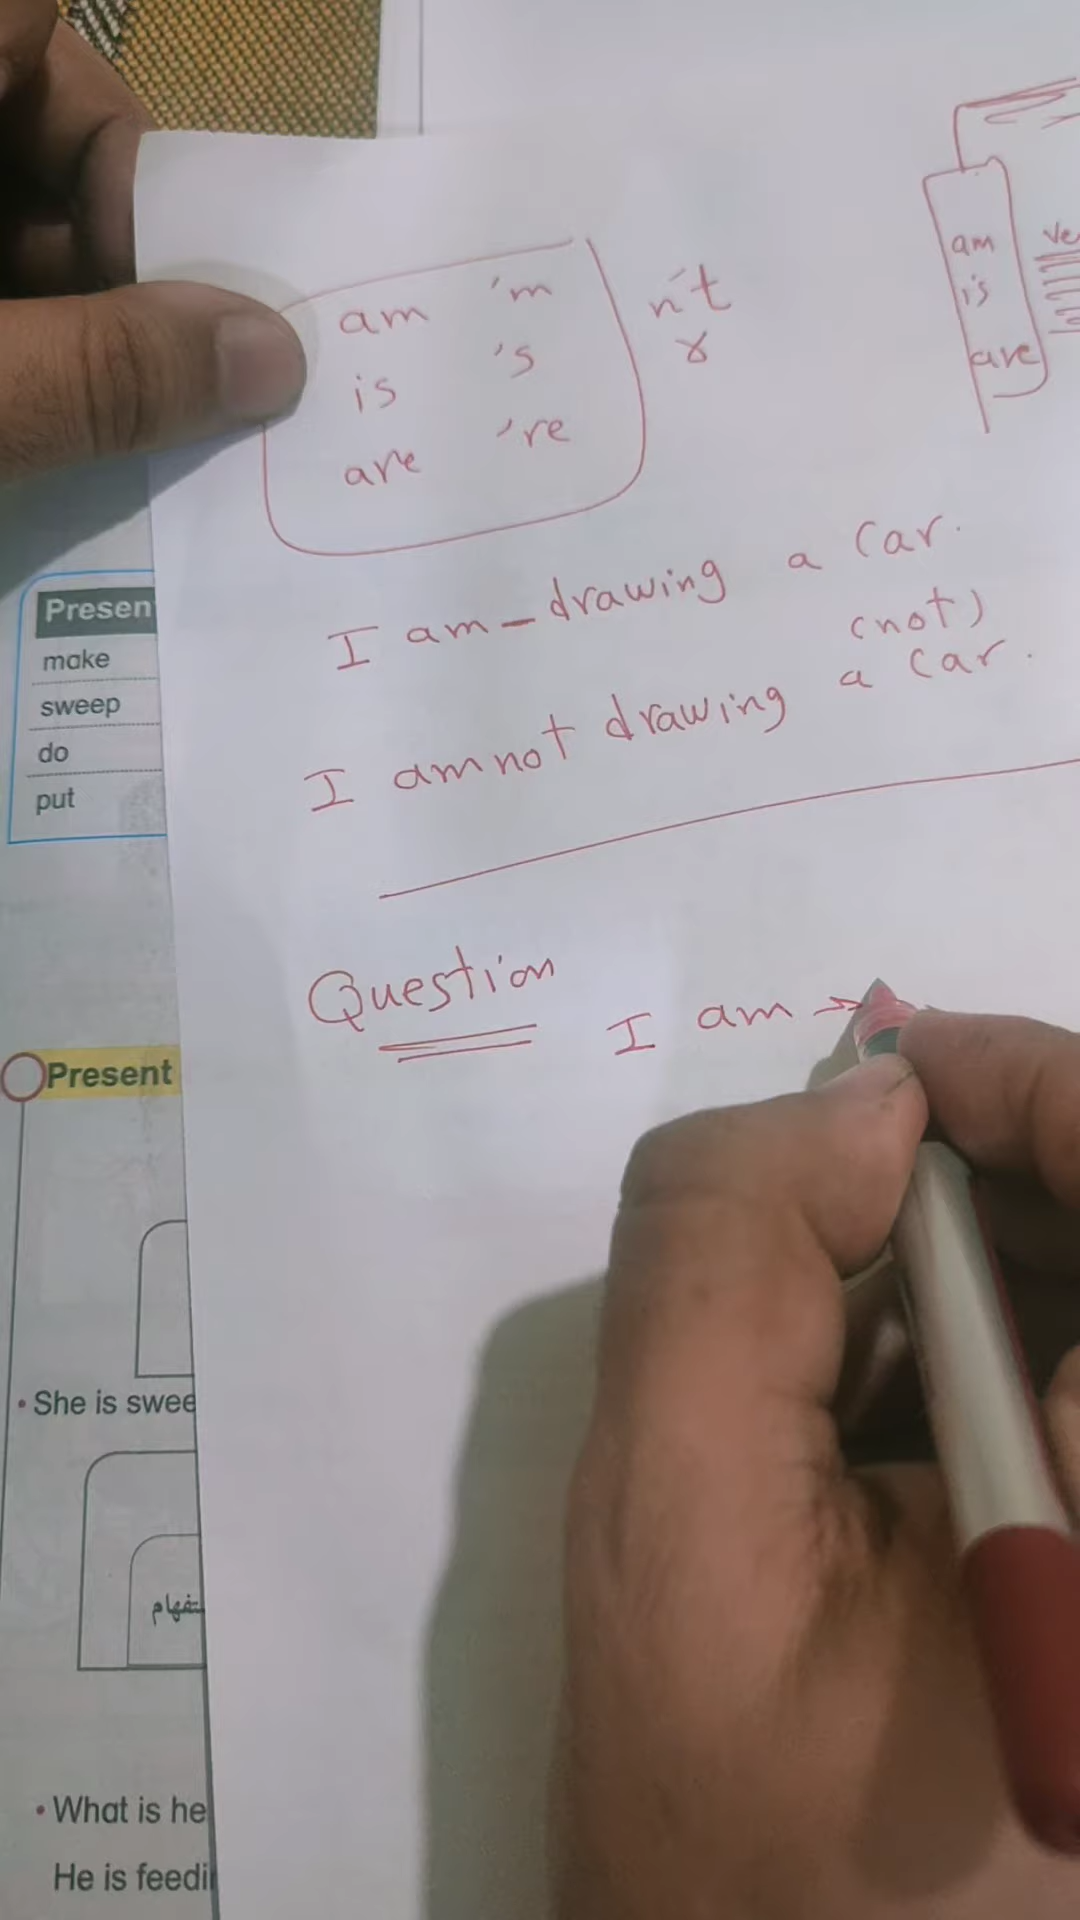 am 'm
is 's
are 're
n't
am
is
are
I am drawing a car.
(not)
I am not drawing a car.
Question
I am →
Presen
make
sweep
do
put
Present
• She is swee
• What is he
He is feedi